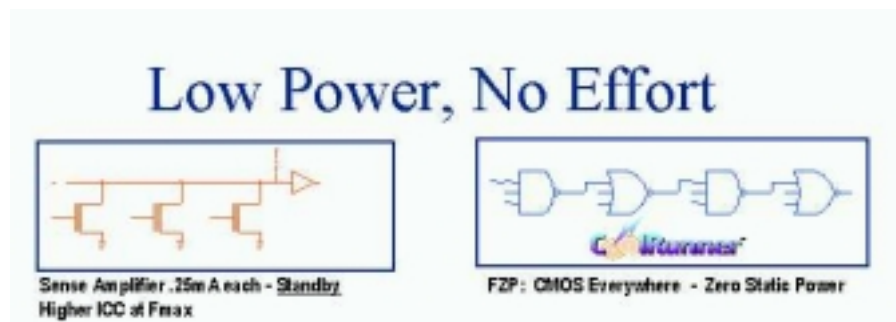 Low Power, No Effort
CoolRunner
Sense Amplifier .25mA each - Standby
Higher ICC at Fmax
FZP: CMOS Everywhere - Zero Static Power